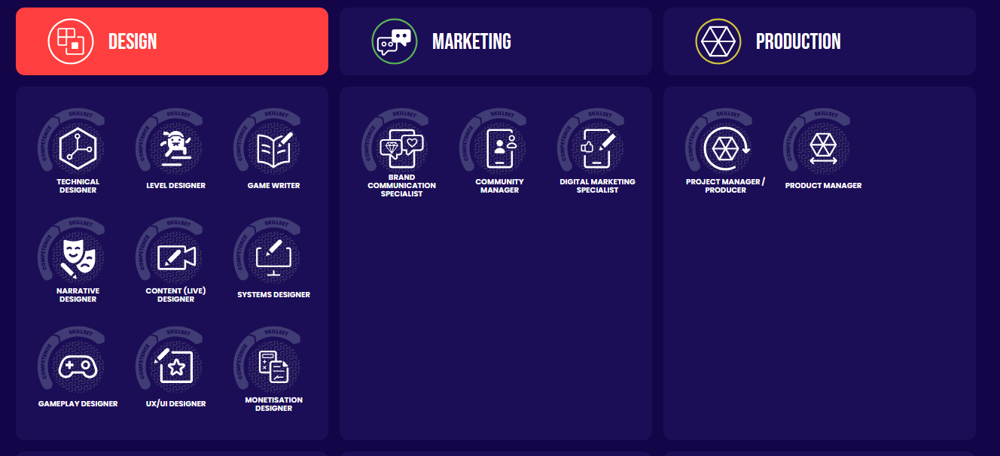 DESIGN
MARKETING
PRODUCTION
COMPETENCE SKILLSET
TECHNICAL
DESIGNER
COMPETENCE SKILLSET
LEVEL DESIGNER
COMPETENCE SKILLSET
GAME WRITER
COMPETENCE SKILLSET
NARRATIVE
DESIGNER
COMPETENCE SKILLSET
CONTENT (LIVE)
DESIGNER
COMPETENCE SKILLSET
SYSTEMS DESIGNER
COMPETENCE SKILLSET
GAMEPLAY DESIGNER
COMPETENCE SKILLSET
UX/UI DESIGNER
COMPETENCE SKILLSET
MONETISATION
DESIGNER
COMPETENCE SKILLSET
BRAND
COMMUNICATION
SPECIALIST
COMPETENCE SKILLSET
COMMUNITY
MANAGER
COMPETENCE SKILLSET
DIGITAL MARKETING
SPECIALIST
COMPETENCE SKILLSET
PROJECT MANAGER /
PRODUCER
COMPETENCE SKILLSET
PRODUCT MANAGER